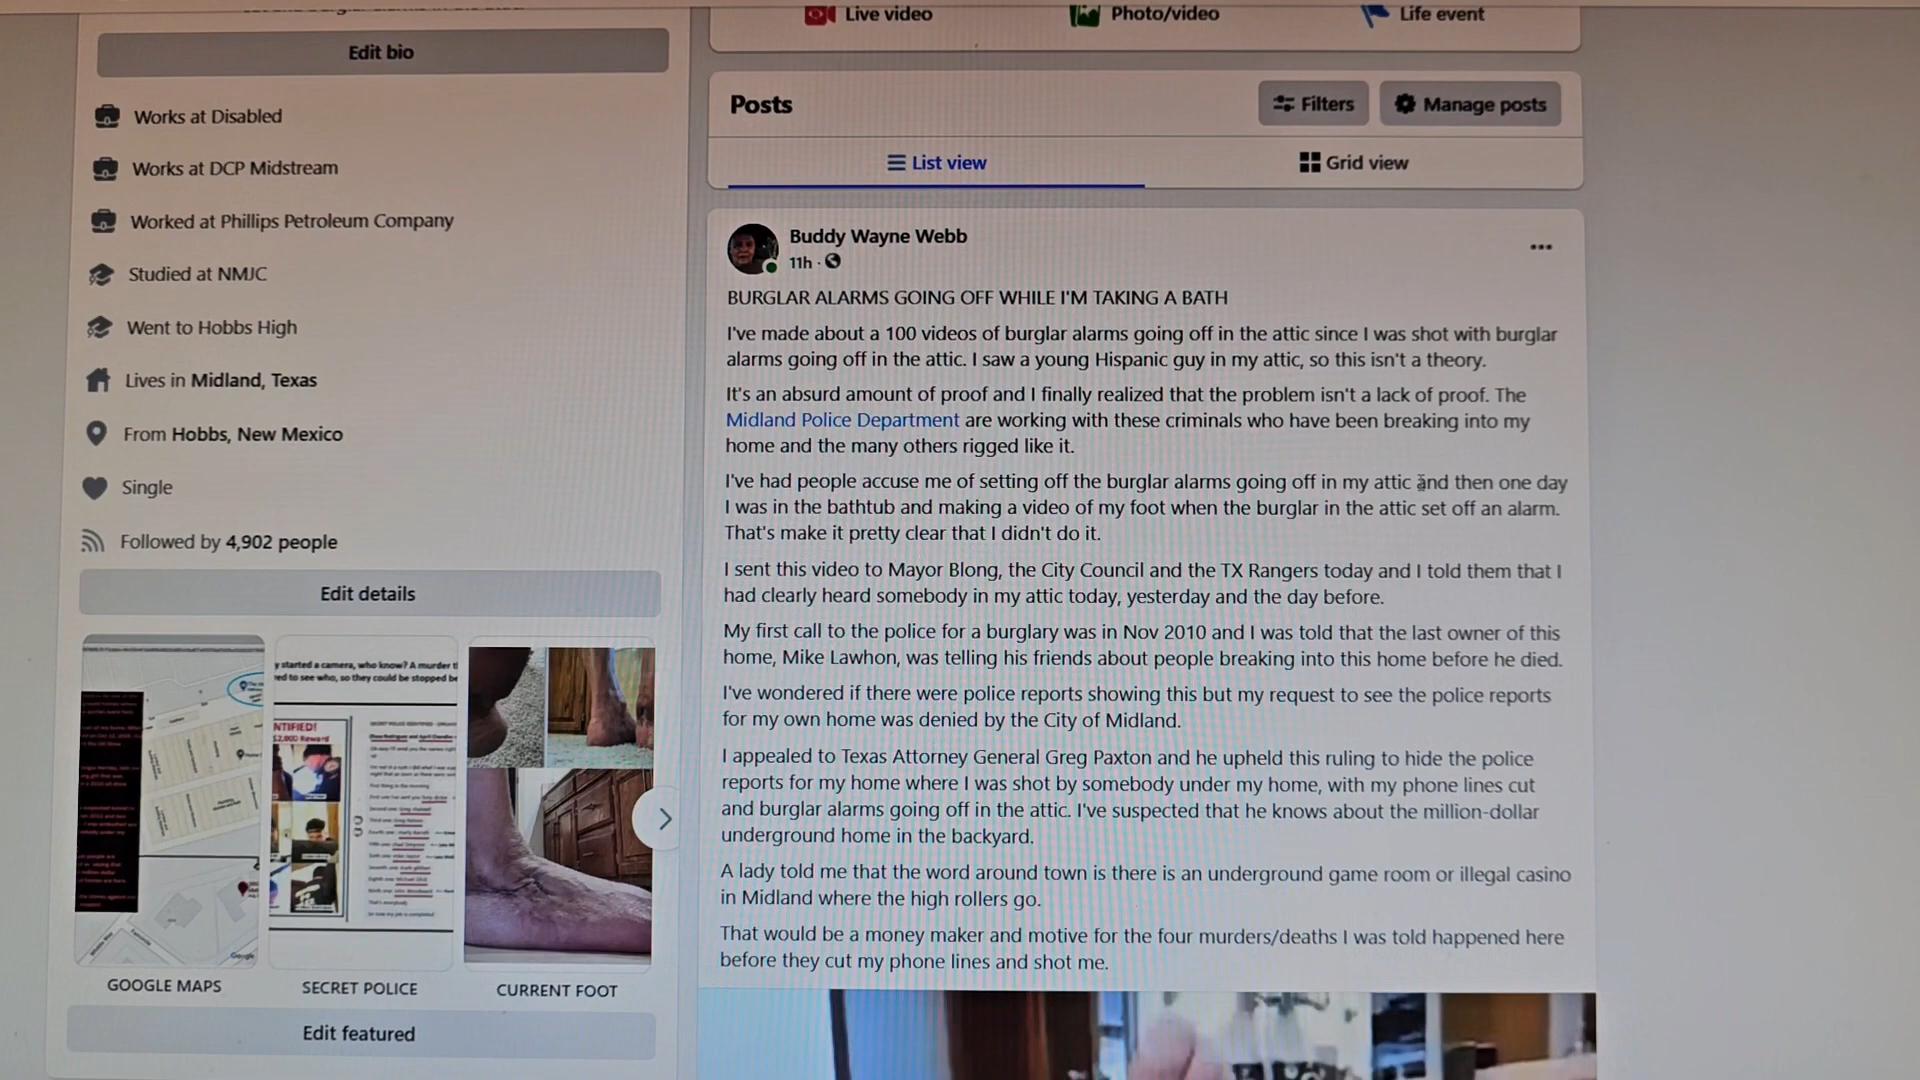 Edit bio
Works at Disabled
Works at DCP Midstream
Worked at Phillips Petroleum Company
Studied at NMJC
Went to Hobbs High
Lives in Midland, Texas
From Hobbs, New Mexico
Single
Followed by 4,902 people
Edit details
y started a camera, who know? A murder t
ed to see who, so they could be stopped be
NTIFIED!
$2,000 Reward
Google
GOOGLE MAPS
SECRET POLICE
CURRENT FOOT
Edit featured
Live video
Photo/video
Life event
Posts
Filters
Manage posts
List view
Grid view
Buddy Wayne Webb
11h
BURGLAR ALARMS GOING OFF WHILE I'M TAKING A BATH
I've made about a 100 videos of burglar alarms going off in the attic since I was shot with burglar
alarms going off in the attic. I saw a young Hispanic guy in my attic, so this isn't a theory.
It's an absurd amount of proof and I finally realized that the problem isn't a lack of proof. The
Midland Police Department are working with these criminals who have been breaking into my
home and the many others rigged like it.
I've had people accuse me of setting off the burglar alarms going off in my attic and then one day
I was in the bathtub and making a video of my foot when the burglar in the attic set off an alarm.
That's make it pretty clear that I didn't do it.
I sent this video to Mayor Blong, the City Council and the TX Rangers today and I told them that I
had clearly heard somebody in my attic today, yesterday and the day before.
My first call to the police for a burglary was in Nov 2010 and I was told that the last owner of this
home, Mike Lawhon, was telling his friends about people breaking into this home before he died.
I've wondered if there were police reports showing this but my request to see the police reports
for my own home was denied by the City of Midland.
I appealed to Texas Attorney General Greg Paxton and he upheld this ruling to hide the police
reports for my home where I was shot by somebody under my home, with my phone lines cut
and burglar alarms going off in the attic. I've suspected that he knows about the million-dollar
underground home in the backyard.
A lady told me that the word around town is there is an underground game room or illegal casino
in Midland where the high rollers go.
That would be a money maker and motive for the four murders/deaths I was told happened here
before they cut my phone lines and shot me.